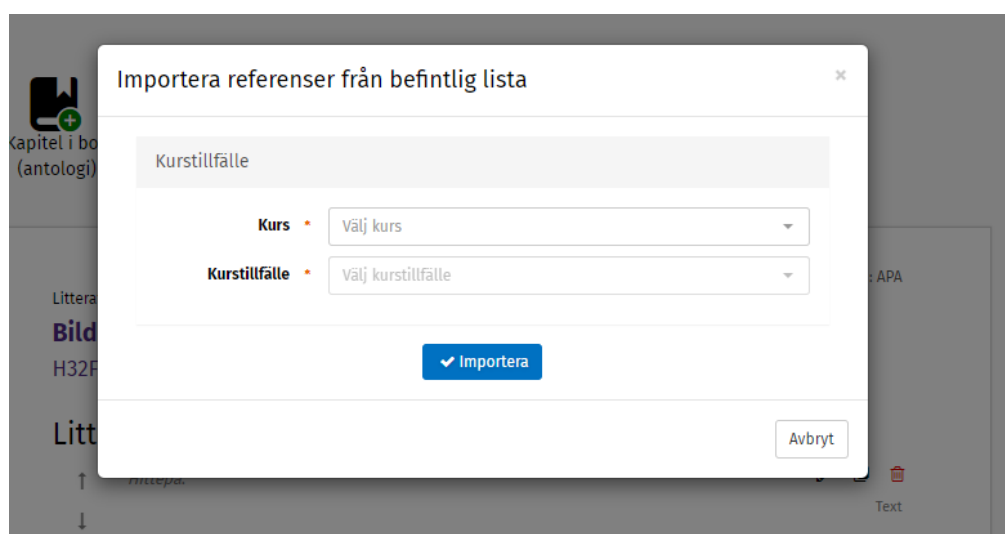 Importera referenser från befintlig lista
×
Kapitel i bo
(antologi)
Kurstillfälle
Kurs * Välj kurs
Kurstillfälle * Välj kurstillfälle
: APA
Littera
Bild
H32F
Importera
Litt
Avbryt
Hittepå.
Text